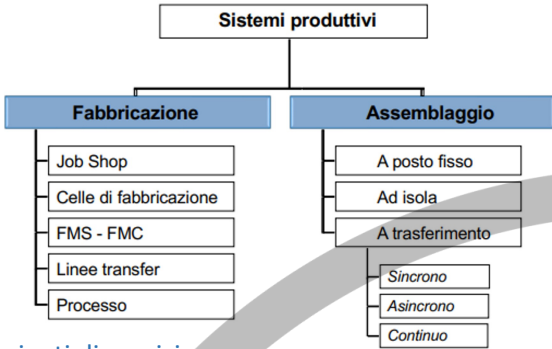 Sistemi produttivi
Fabbricazione
Assemblaggio
Job Shop
Celle di fabbricazione
FMS - FMC
Linee transfer
Processo
A posto fisso
Ad isola
A trasferimento
Sincrono
Asincrono
Continuo